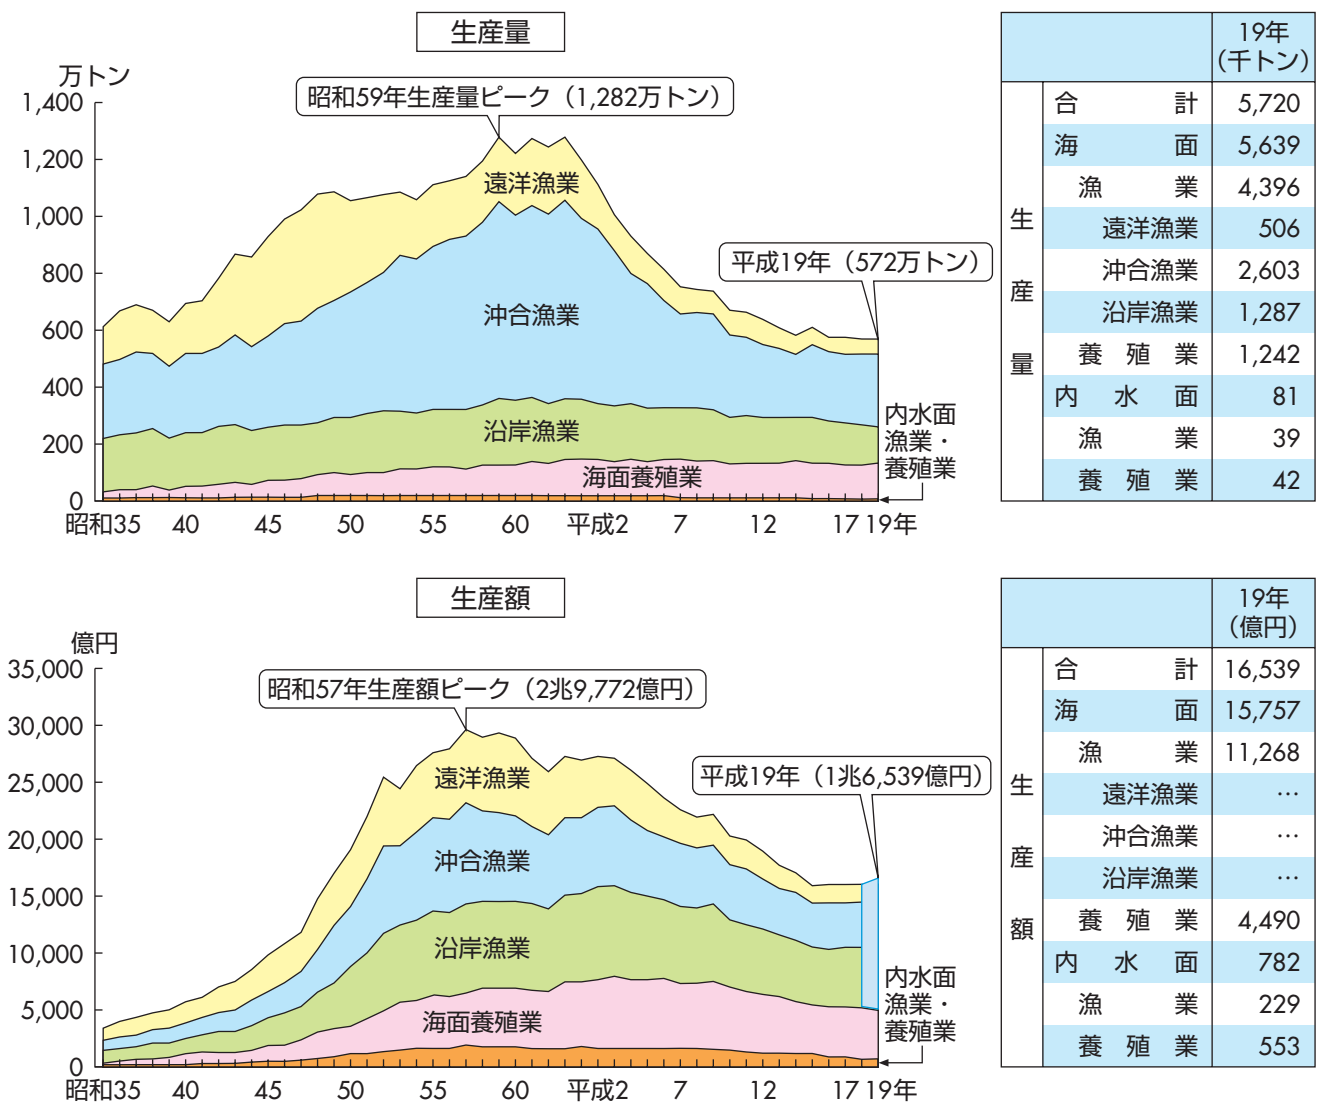 生産量
万トン
1,400
1,200
1,000
800
600
400
200
0
昭和59年生産量ピーク（1,282万トン）
平成19年（572万トン）
遠洋漁業
沖合漁業
沿岸漁業
海面養殖業
内水面
漁業・
養殖業
昭和35 40 45 50 55 60 平成2 7 12 17 19年
19年
（千トン）
生産量
合計 5,720
海面 5,639
漁業 4,396
遠洋漁業 506
沖合漁業 2,603
沿岸漁業 1,287
養殖業 1,242
内水面 81
漁業 39
養殖業 42
生産額
億円
35,000
30,000
25,000
20,000
15,000
10,000
5,000
0
昭和57年生産額ピーク（2兆9,772億円）
平成19年（1兆6,539億円）
遠洋漁業
沖合漁業
沿岸漁業
海面養殖業
内水面
漁業・
養殖業
昭和35 40 45 50 55 60 平成2 7 12 17 19年
19年
（億円）
生産額
合計 16,539
海面 15,757
漁業 11,268
遠洋漁業 …
沖合漁業 …
沿岸漁業 …
養殖業 4,490
内水面 782
漁業 229
養殖業 553